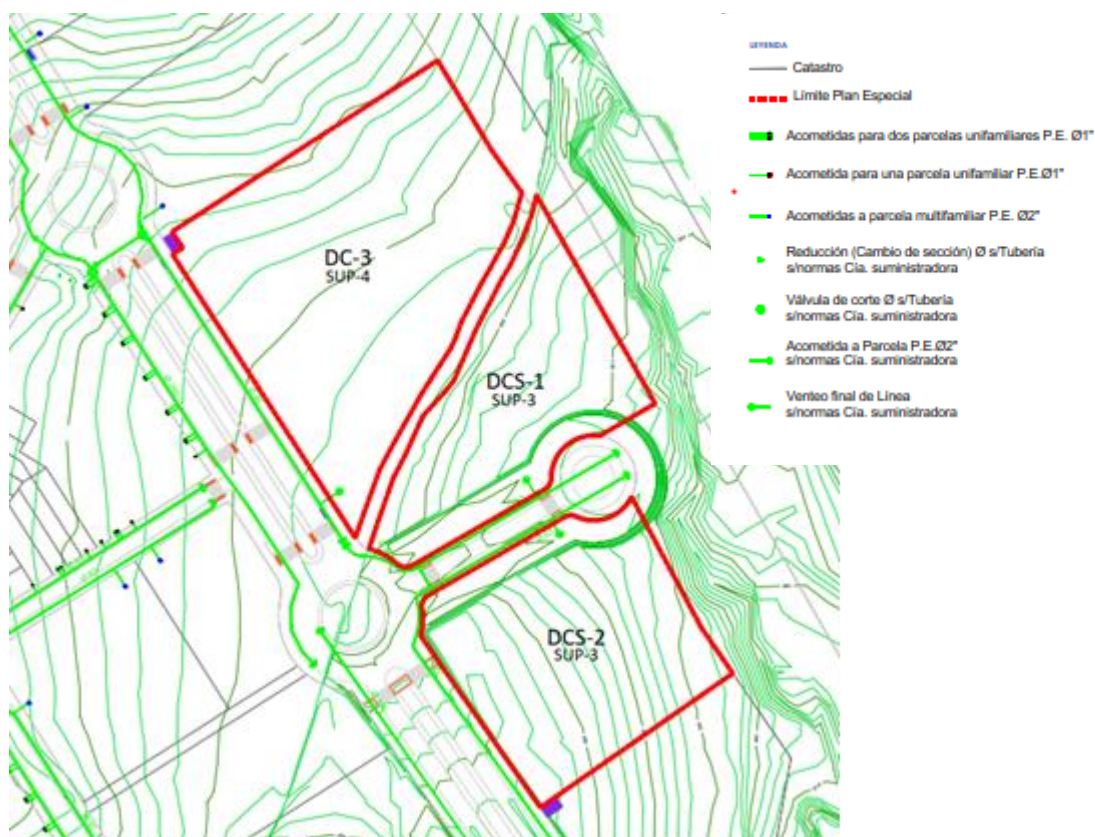 LEYENDA
Catastro
Límite Plan Especial
Acometidas para dos parcelas unifamiliares P.E. Ø1"
Acometida para una parcela unifamiliar P.E.Ø1"
Acometidas a parcela multifamiliar P.E. Ø2"
Reducción (Cambio de sección) Ø s/Tubería
s/normas Cía. suministradora
Válvula de corte Ø s/Tubería
s/normas Cía. suministradora
Acometida a Parcela P.E.Ø2"
s/normas Cía. suministradora
Venteo final de Línea
s/normas Cía. suministradora
DC-3
SUP-4
DCS-1
SUP-3
DCS-2
SUP-3